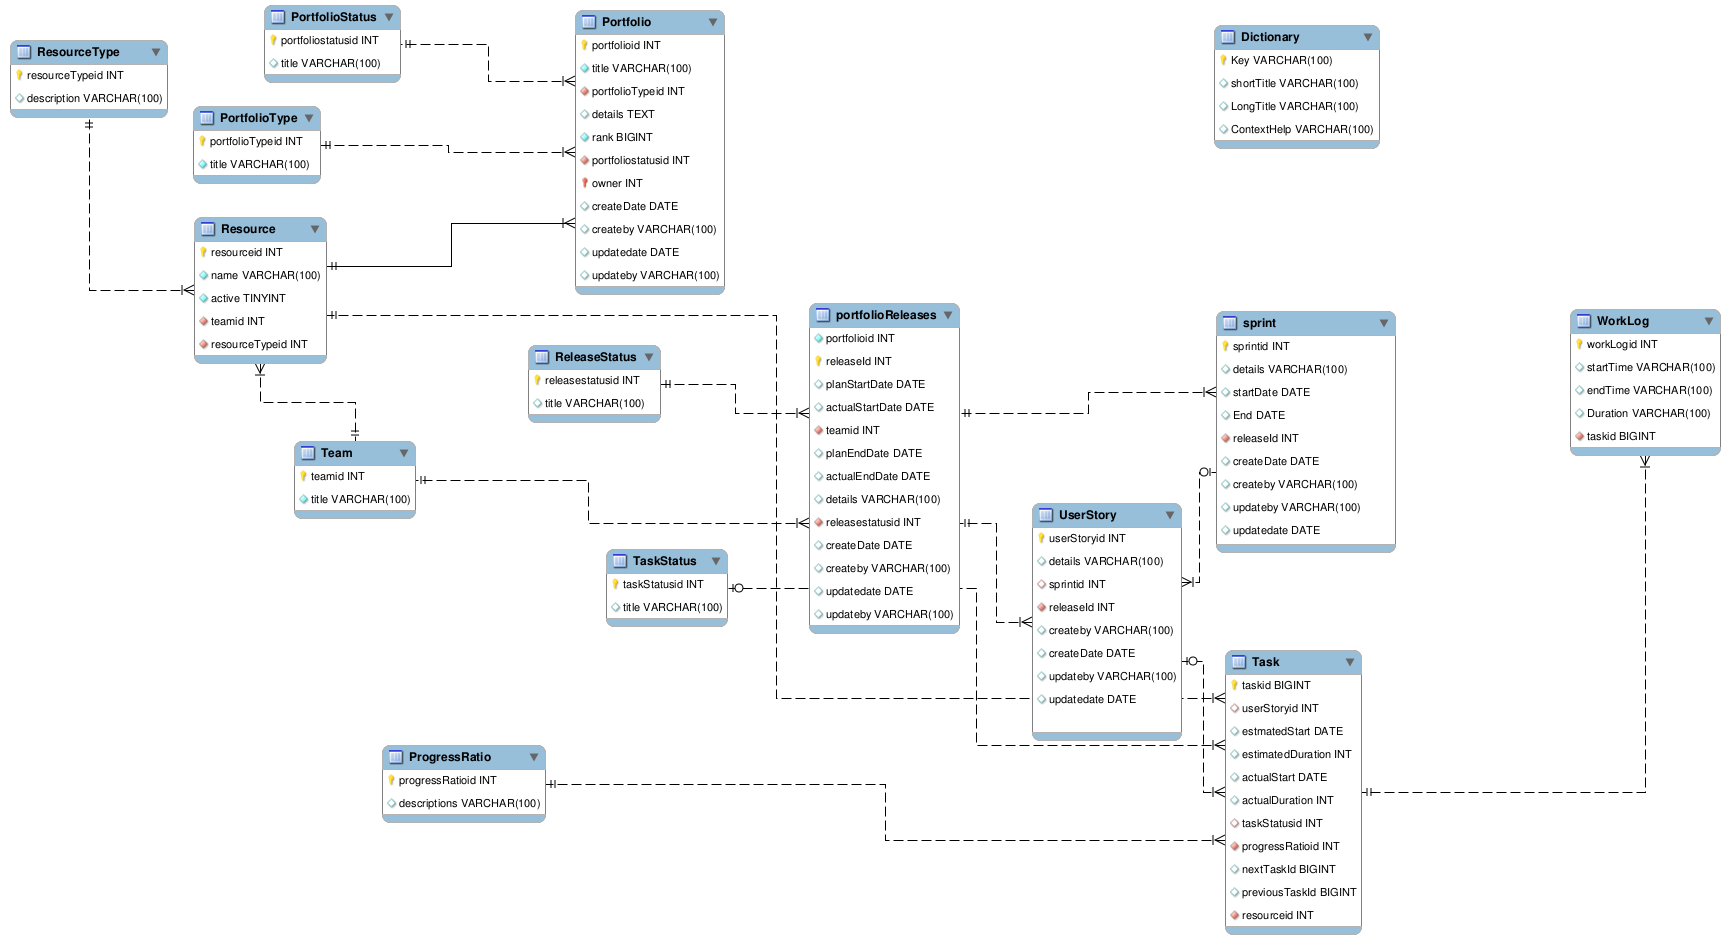 PortfolioStatus
portfoliostatusid INT
title VARCHAR(100)
Portfolio
portfolioid INT
title VARCHAR(100)
portfolioTypeid INT
details TEXT
rank BIGINT
portfoliostatusid INT
owner INT
createDate DATE
createby VARCHAR(100)
updatedate DATE
updateby VARCHAR(100)
Dictionary
Key VARCHAR(100)
shortTitle VARCHAR(100)
LongTitle VARCHAR(100)
ContextHelp VARCHAR(100)
ResourceType
resourceTypeid INT
description VARCHAR(100)
PortfolioType
portfolioTypeid INT
title VARCHAR(100)
Resource
resourceid INT
name VARCHAR(100)
active TINYINT
teamid INT
resourceTypeid INT
portfolioReleases
portfolioid INT
releaseId INT
planStartDate DATE
actualStartDate DATE
teamid INT
planEndDate DATE
actualEndDate DATE
details VARCHAR(100)
releasestatusid INT
createDate DATE
createby VARCHAR(100)
updatedate DATE
updateby VARCHAR(100)
sprint
sprintid INT
details VARCHAR(100)
startDate DATE
End DATE
releaseId INT
createDate DATE
createby VARCHAR(100)
updateby VARCHAR(100)
updatedate DATE
WorkLog
workLogid INT
startTime VARCHAR(100)
endTime VARCHAR(100)
Duration VARCHAR(100)
taskid BIGINT
ReleaseStatus
releasestatusid INT
title VARCHAR(100)
Team
teamid INT
title VARCHAR(100)
UserStory
userStoryid INT
details VARCHAR(100)
sprintid INT
releaseId INT
createby VARCHAR(100)
createDate DATE
updateby VARCHAR(100)
updatedate DATE
TaskStatus
taskStatusid INT
title VARCHAR(100)
Task
taskid BIGINT
userStoryid INT
estmatedStart DATE
estimatedDuration INT
actualStart DATE
actualDuration INT
taskStatusid INT
progressRatioid INT
nextTaskId BIGINT
previousTaskId BIGINT
resourceid INT
ProgressRatio
progressRatioid INT
descriptions VARCHAR(100)